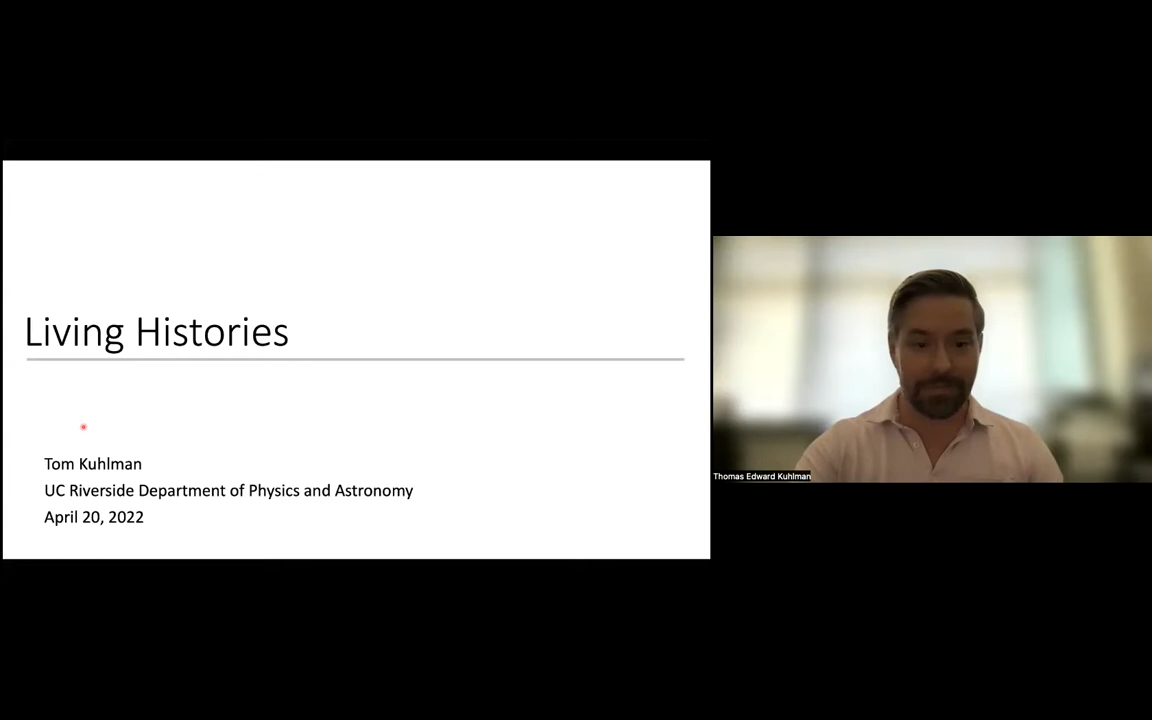 Living Histories
Tom Kuhlman
UC Riverside Department of Physics and Astronomy
April 20, 2022
Thomas Edward Kuhlman